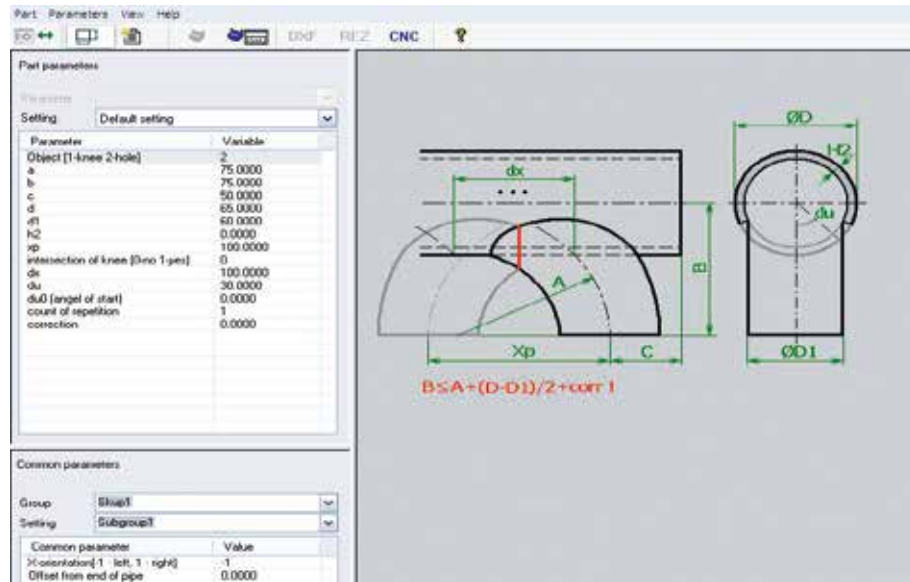 Part Parameters View Help
DXF REZ CNC
Part parameters
Parameter
Setting Default setting
Parameter Variable
Object [1-knee 2-hole] 2
a 75.0000
b 75.0000
c 50.0000
d 65.0000
d1 60.0000
h2 0.0000
xp 100.0000
intersection of knee [0-no 1-yes] 0
dx 100.0000
du 30.0000
du0 (angel of start) 0.0000
count of repetition 1
correction 0.0000
Common parameters
Group Skup1
Setting Subgroup1
Common parameter Value
X-orientation[-1 - left, 1 - right] -1
Offset from end of pipe 0.0000
dx
A
B
Xp
C
B≤A+(D-D1)/2+corr !
ØD
H2
du
ØD1